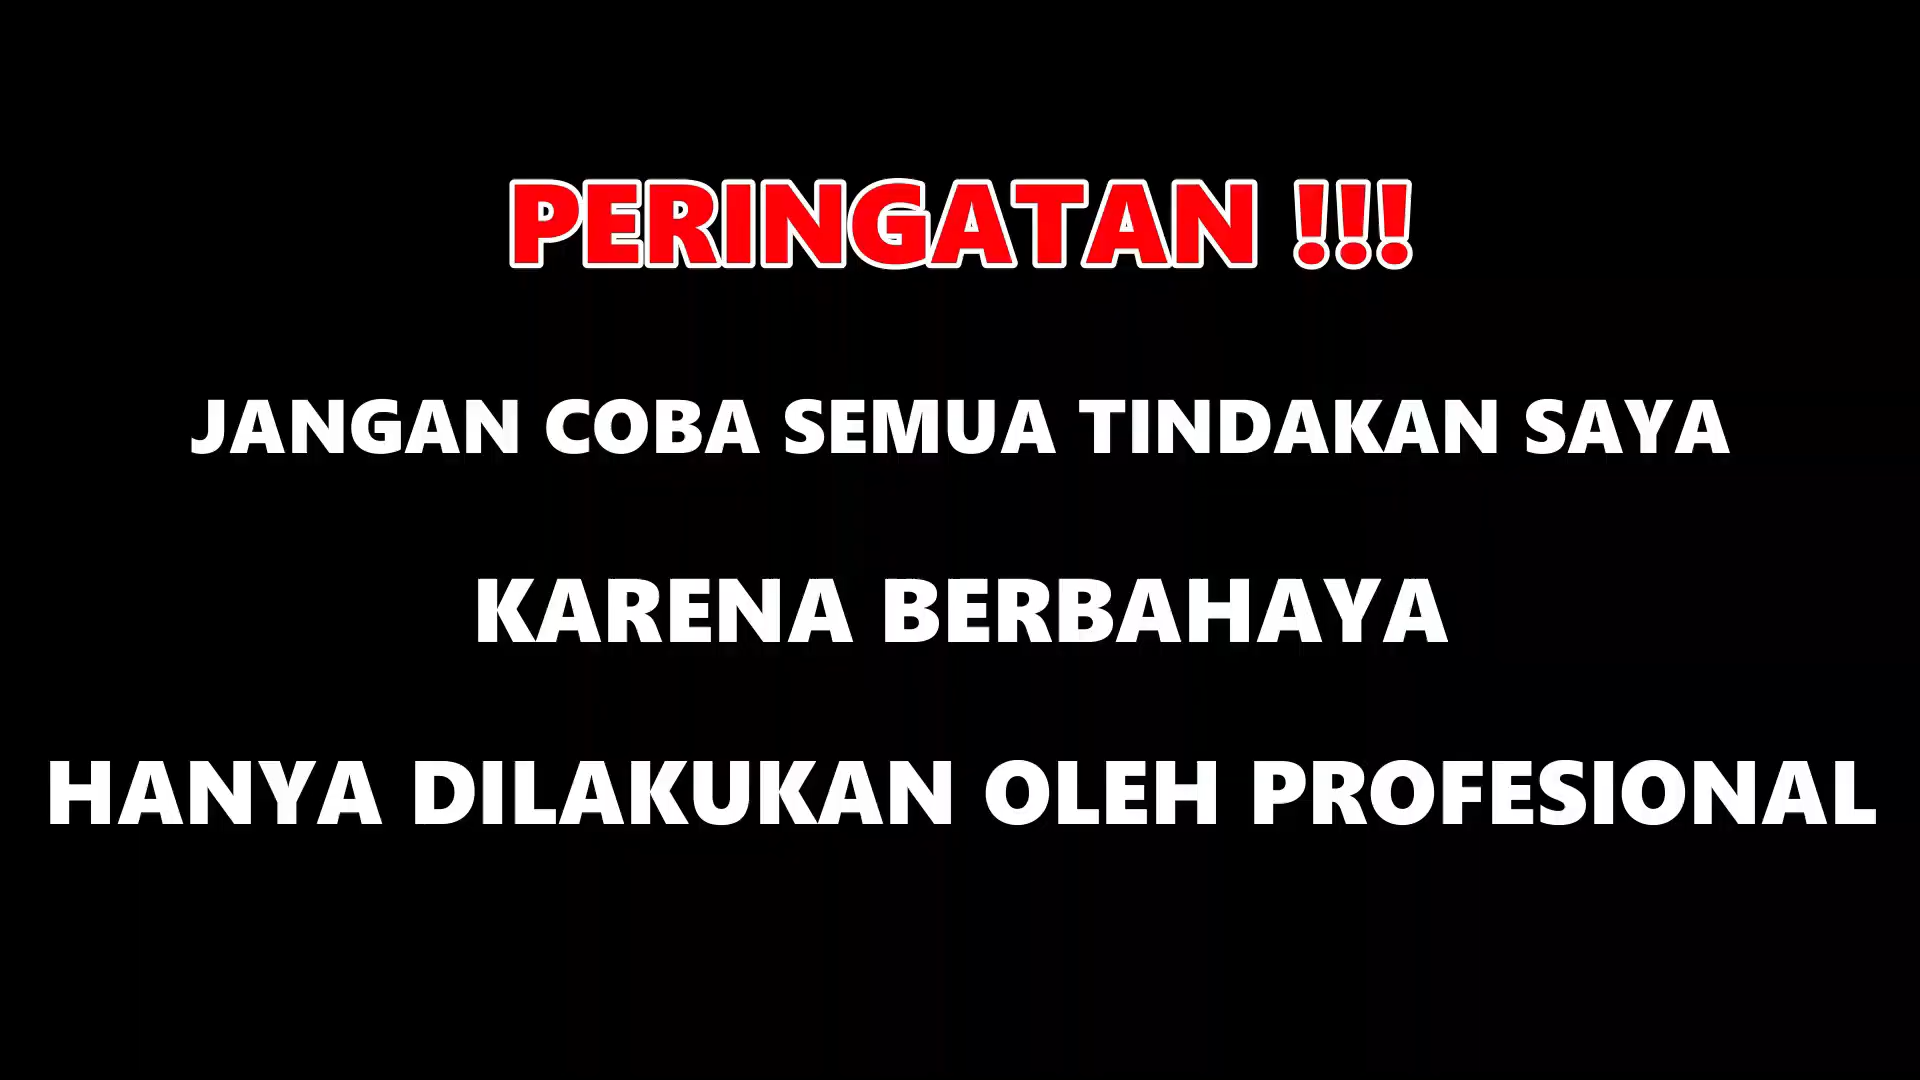 PERINGATAN !!!
JANGAN COBA SEMUA TINDAKAN SAYA
KARENA BERBAHAYA
HANYA DILAKUKAN OLEH PROFESIONAL